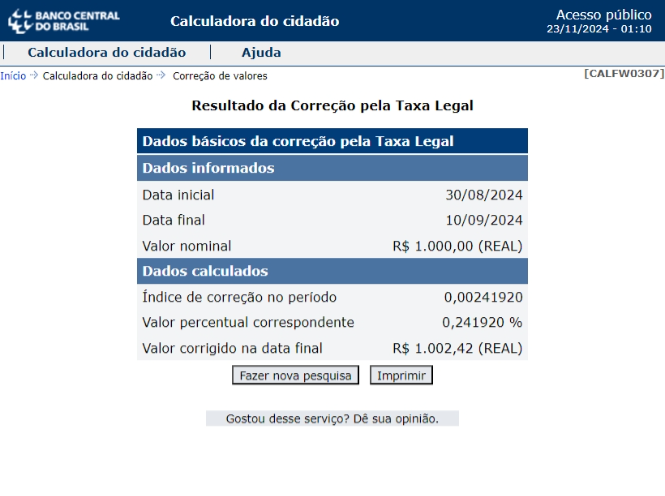 BANCO CENTRAL
DO BRASIL
Calculadora do cidadão
Acesso público
23/11/2024 - 01:10
Calculadora do cidadão
Ajuda
Início Calculadora do cidadão Correção de valores
[CALFW0307]
Resultado da Correção pela Taxa Legal
Dados básicos da correção pela Taxa Legal
Dados informados
Data inicial 30/08/2024
Data final 10/09/2024
Valor nominal R$ 1.000,00 (REAL)
Dados calculados
Índice de correção no período 0,00241920
Valor percentual correspondente 0,241920 %
Valor corrigido na data final R$ 1.002,42 (REAL)
Fazer nova pesquisa Imprimir
Gostou desse serviço? Dê sua opinião.